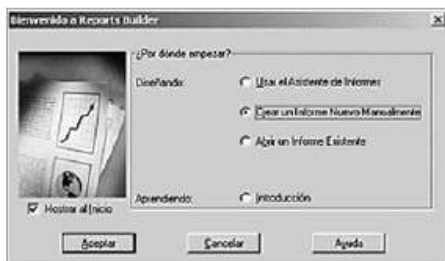 Bienvenido a Reports Builder
¿Por dónde empezar?
Diseñando:
Usar el Asistente de Informes
Crear un Informe Nuevo Manualmente
Abrir un Informe Existente
Aprendiendo:
Introducción
Mostrar al Inicio
Aceptar
Cancelar
Ayuda